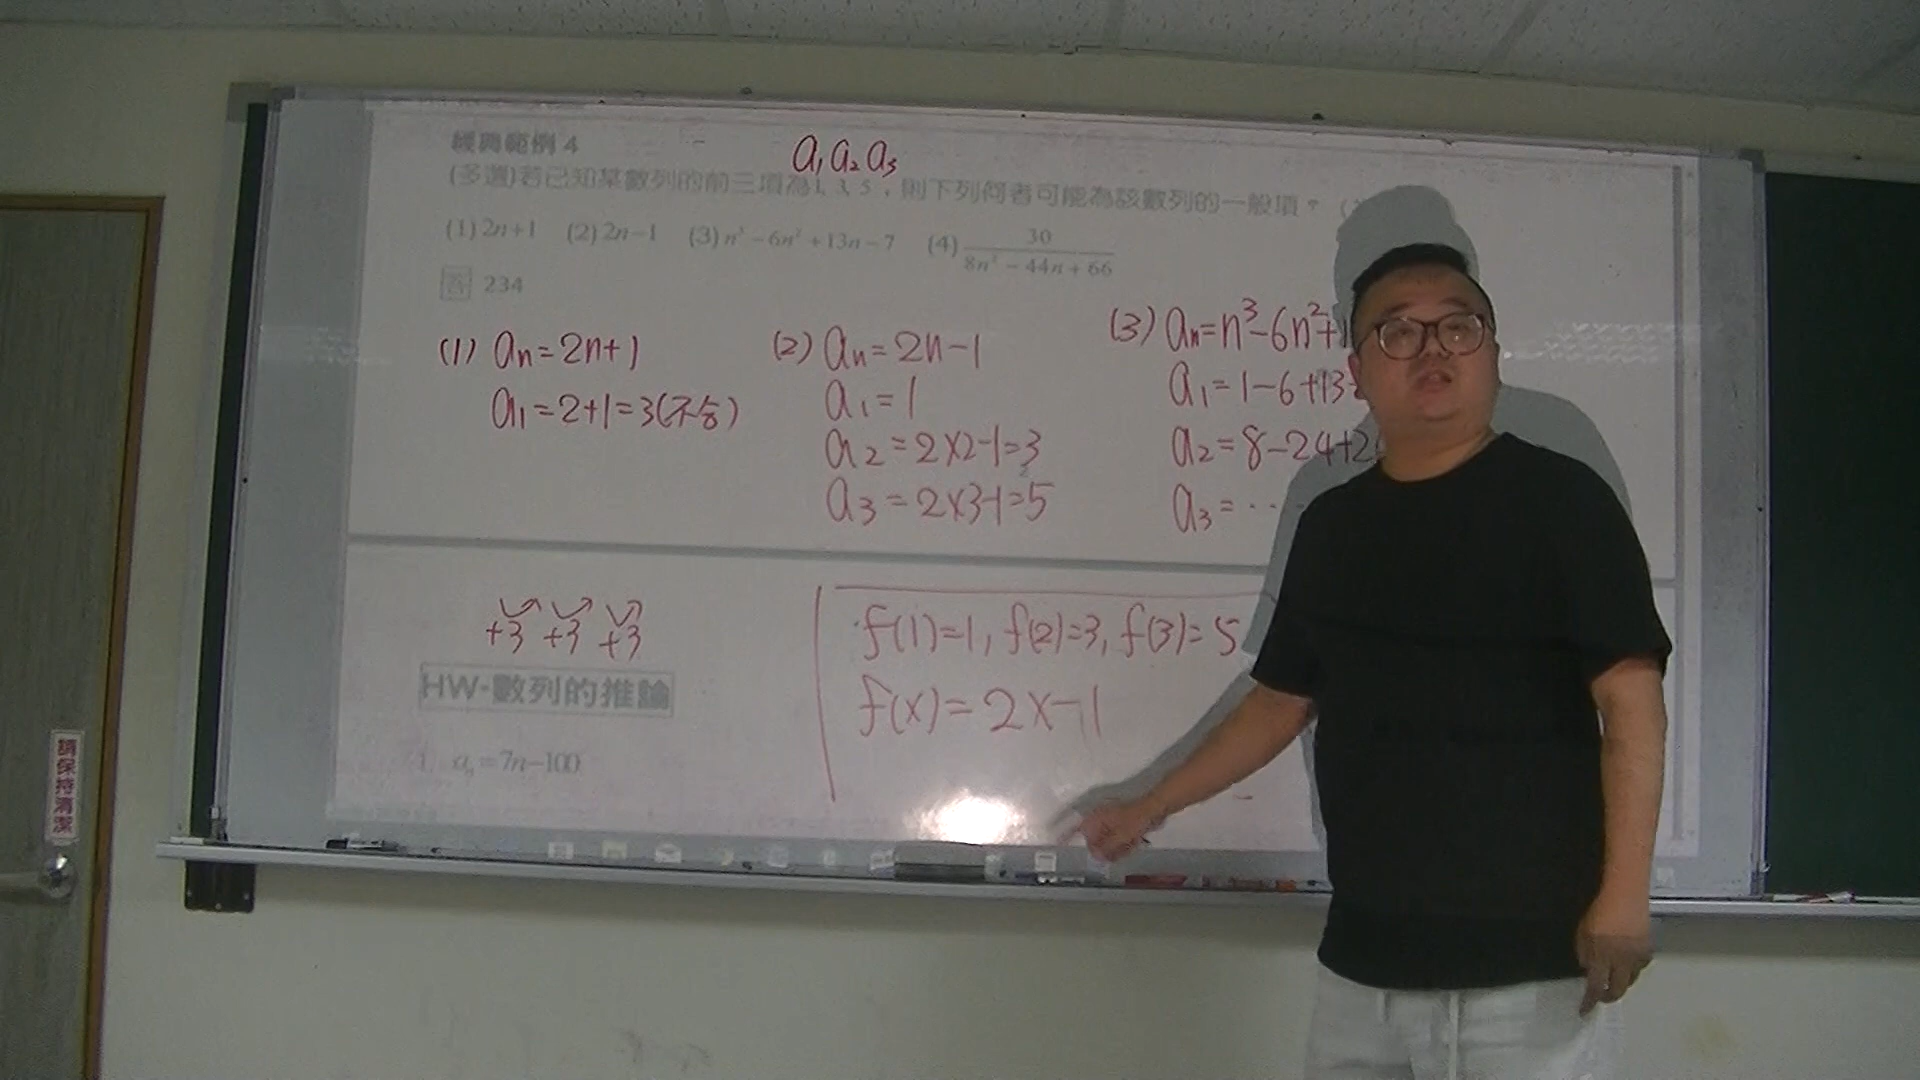 經典範例 4
a₁ a₂ a₃
(多選)若已知某數列的前三項為1, 3, 5，則下列何者可能為該數列的一般項？(
(1) 2n+1 (2) 2n−1 (3) n³−6n²+13n−7 (4) 30/(8n²−44n+66)
答 234
(1) aₙ=2n+1
a₁=2+1=3(不合)
(2) aₙ=2n−1
a₁=1
a₂=2×2−1=3
a₃=2×3−1=5
(3) aₙ=n³−6n²+1
a₁=1−6+13−
a₂=8−24+2
a₃=⋯
+3 +3 +3
f(1)=1, f(2)=3, f(3)=5
f(x)=2x−1
HW-數列的推論
1. aₙ=7n−100
請保持清潔